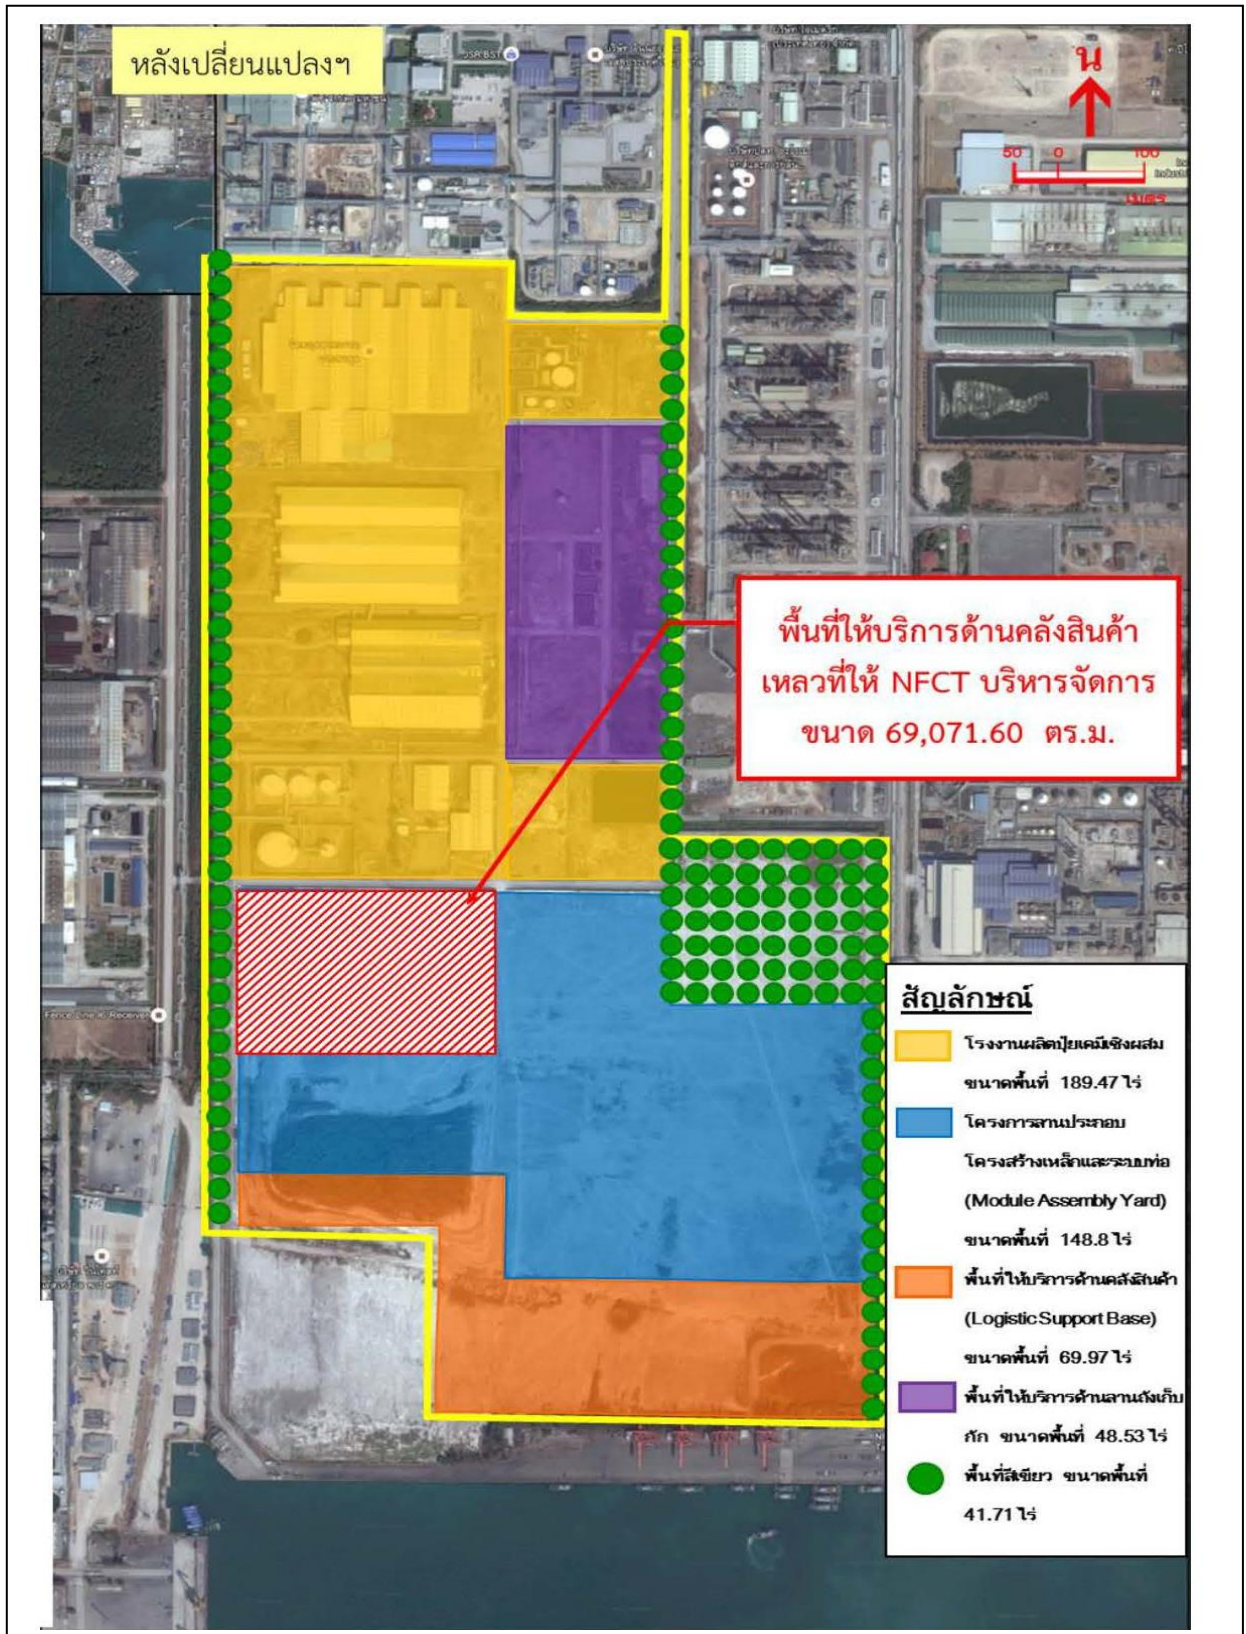 หลังเปลี่ยนแปลงฯ
JSR BST
น
50 0 100
เมตร
พื้นที่ให้บริการด้านคลังสินค้า
เหลวที่ให้ NFCT บริหารจัดการ
ขนาด 69,071.60 ตร.ม.
Fence Line I6 Receiver
สัญลักษณ์
โรงงานผลิตปุ๋ยเคมีเชิงผสม
ขนาดพื้นที่ 189.47 ไร่
โครงการลานประกอบ
โครงสร้างเหล็กและระบบท่อ
(Module Assembly Yard)
ขนาดพื้นที่ 148.8 ไร่
พื้นที่ให้บริการด้านคลังสินค้า
(Logistic Support Base)
ขนาดพื้นที่ 69.97 ไร่
พื้นที่ให้บริการด้านลานถังเก็บ
กัก ขนาดพื้นที่ 48.53 ไร่
พื้นที่สีเขียว ขนาดพื้นที่
41.71 ไร่